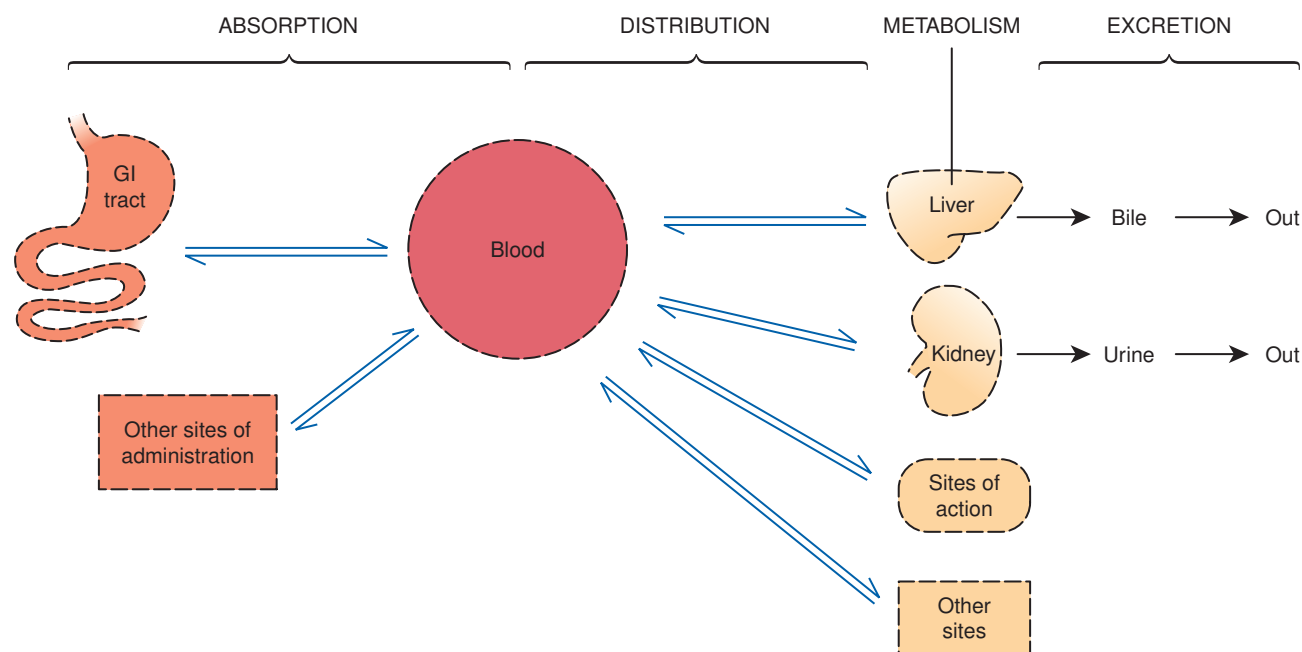 ABSORPTION
DISTRIBUTION
METABOLISM
EXCRETION
GI
tract
Blood
Liver
Bile
Out
Kidney
Urine
Out
Other sites of
administration
Sites of
action
Other
sites